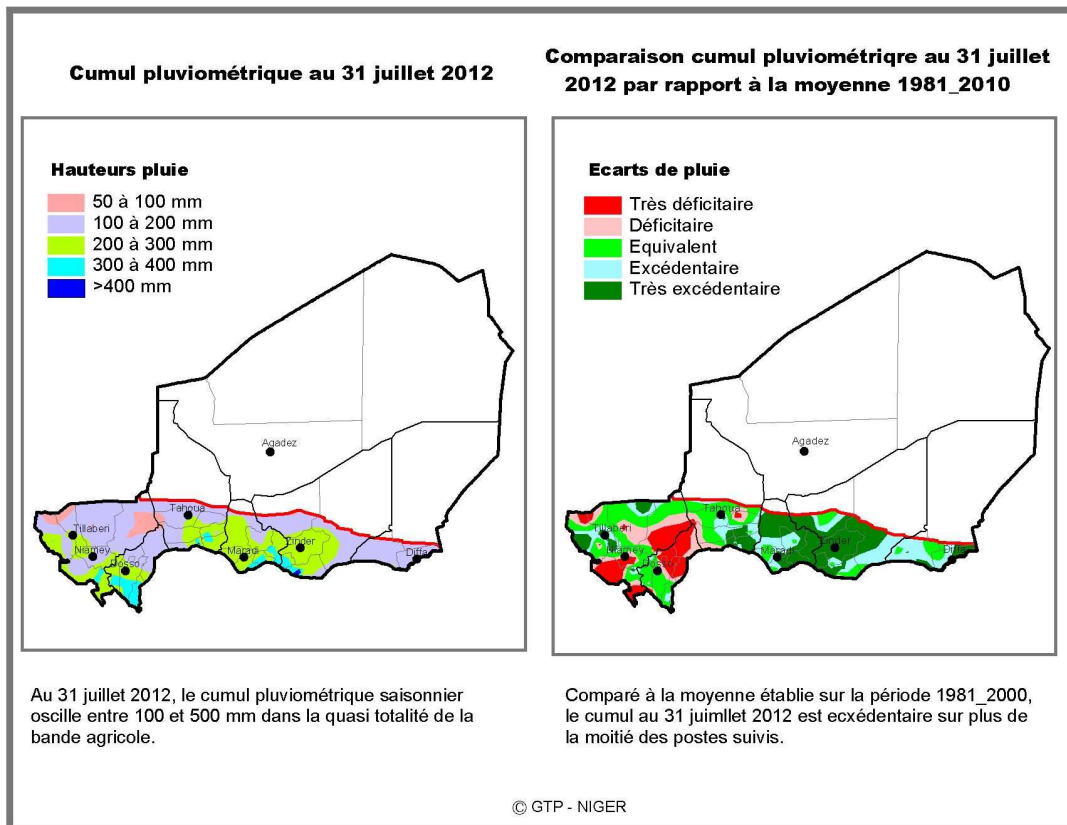 Cumul pluviométrique au 31 juillet 2012
Hauteurs pluie
50 à 100 mm
100 à 200 mm
200 à 300 mm
300 à 400 mm
>400 mm
Agadez
Tahoua
Tillaberi
Niamey
Dosso
Maradi
Zinder
Diffa
Au 31 juillet 2012, le cumul pluviométrique saisonnier
oscille entre 100 et 500 mm dans la quasi totalité de la
bande agricole.
Comparaison cumul pluviométriqre au 31 juillet
2012 par rapport à la moyenne 1981_2010
Ecarts de pluie
Très déficitaire
Déficitaire
Equivalent
Excédentaire
Très excédentaire
Agadez
Tahoua
Tillaberi
Niamey
Dosso
Maradi
Zinder
Diffa
Comparé à la moyenne établie sur la période 1981_2000,
le cumul au 31 juimllet 2012 est ecxédentaire sur plus de
la moitié des postes suivis.
© GTP - NIGER